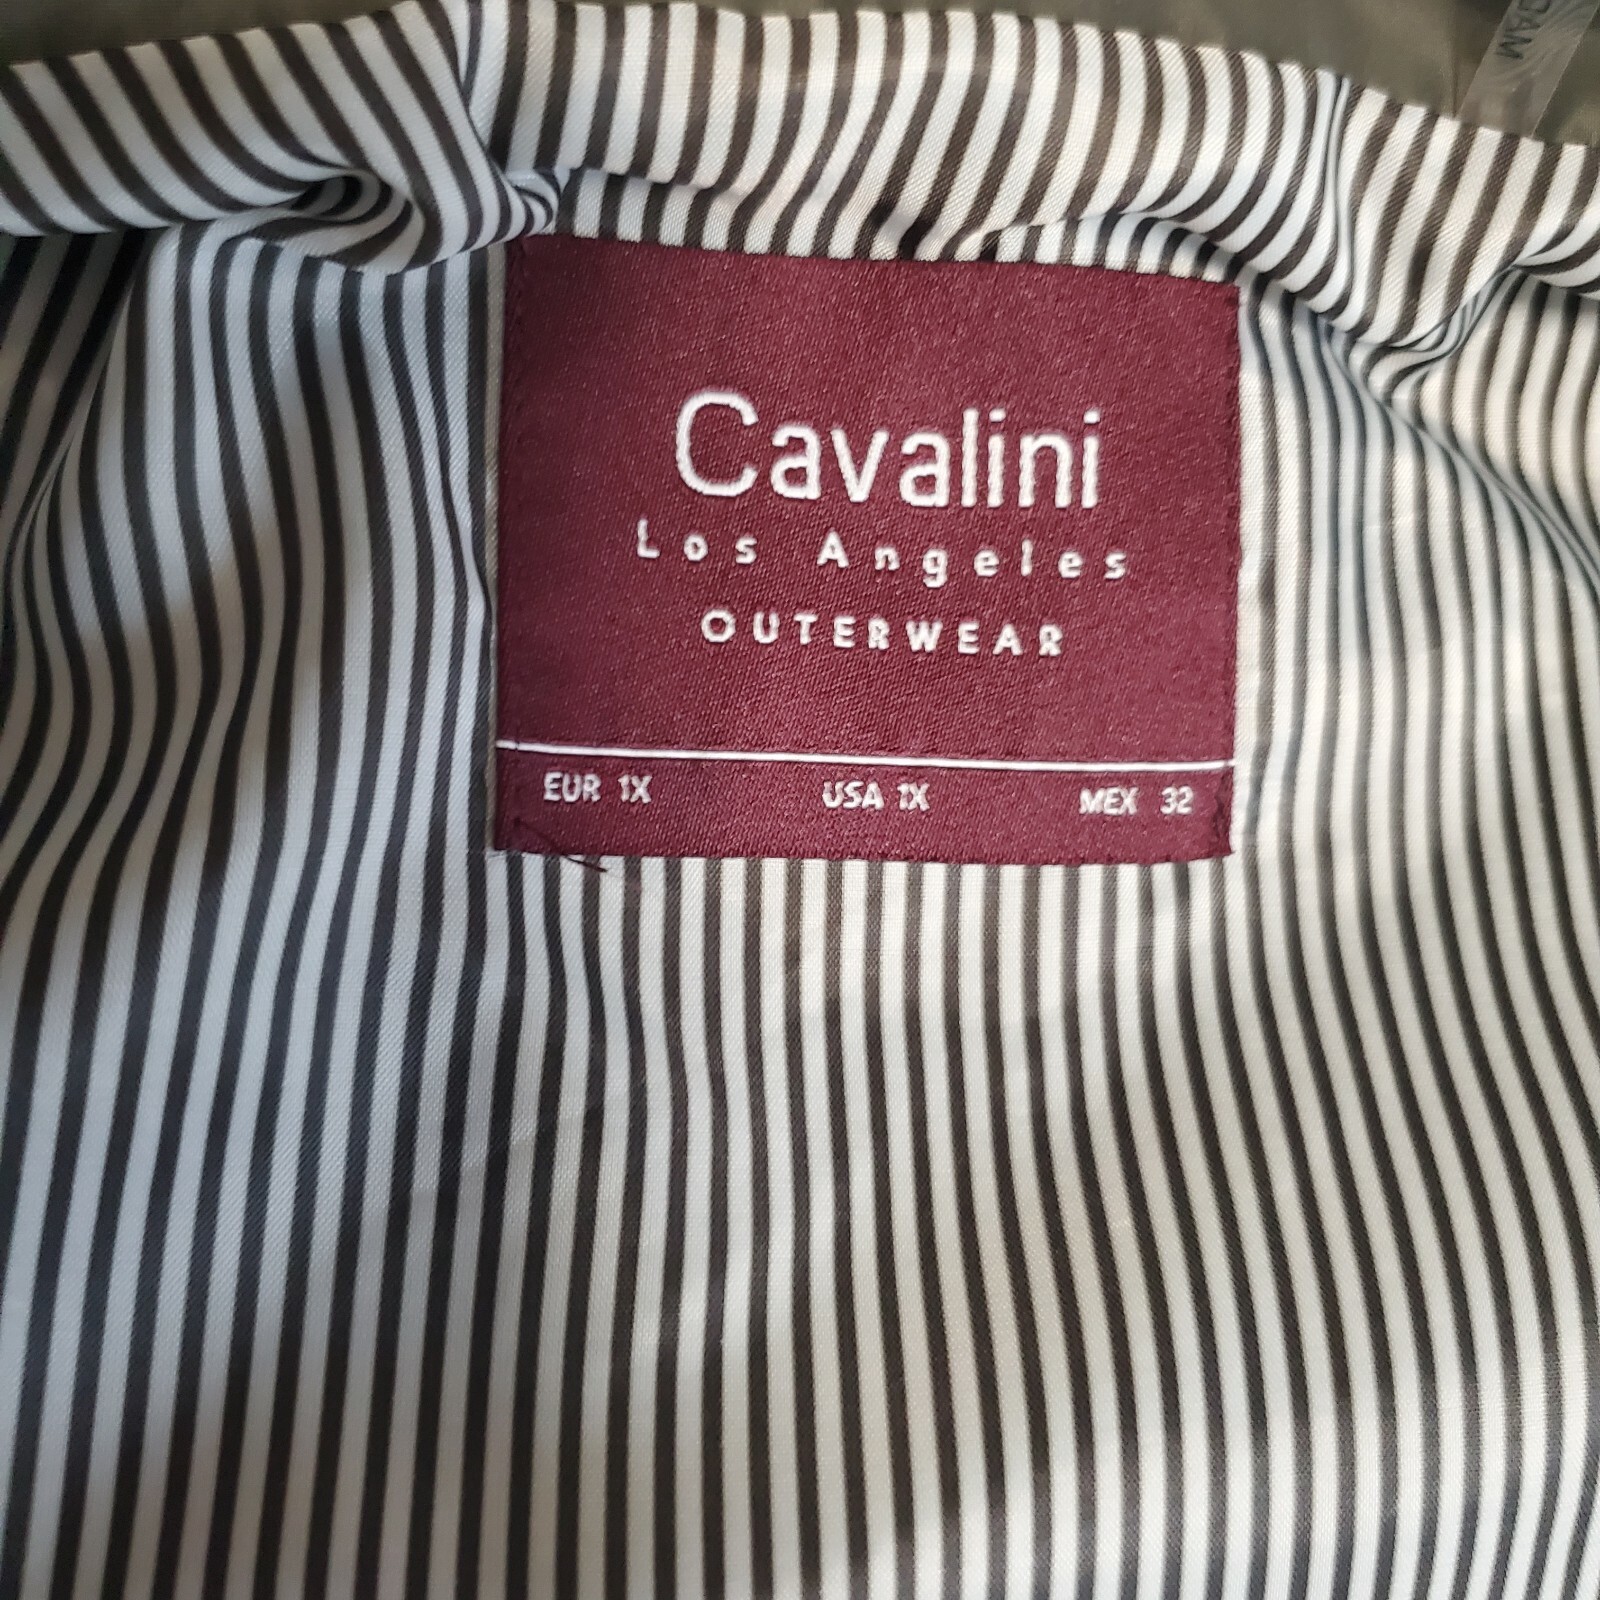 Cavalini
Los Angeles
OUTERWEAR
EUR 1X USA 1X MEX 32